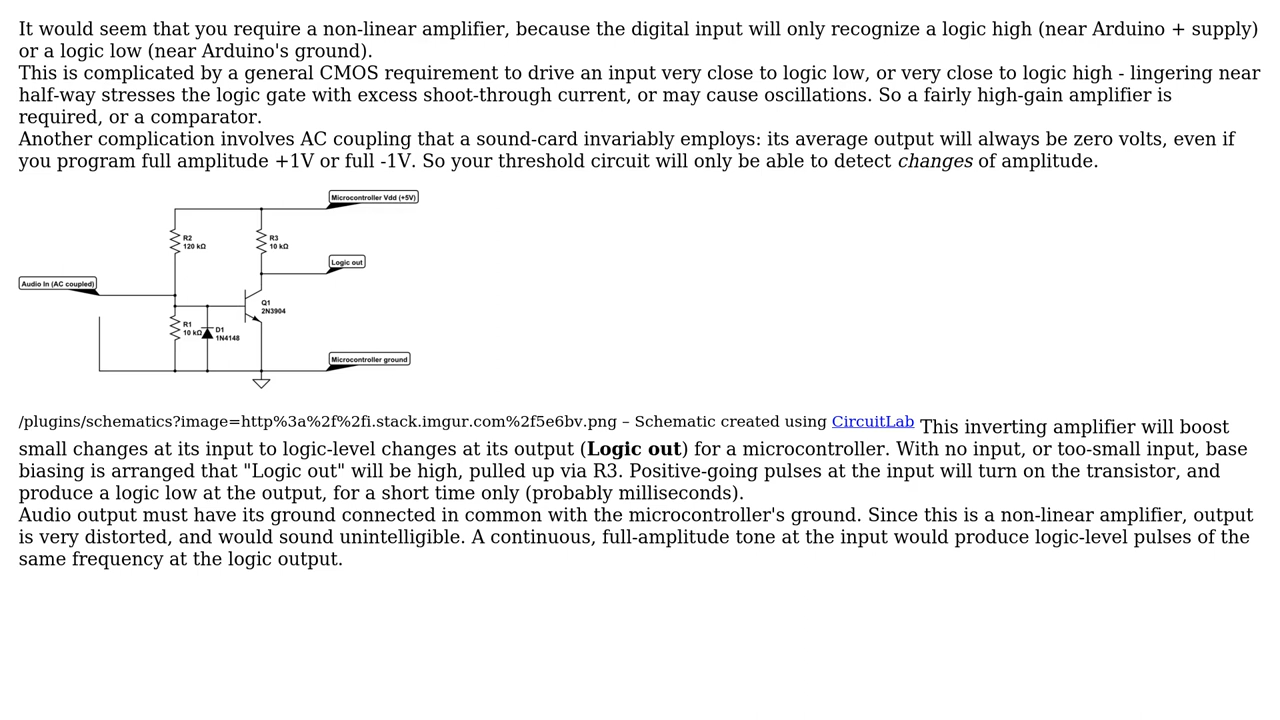 It would seem that you require a non-linear amplifier, because the digital input will only recognize a logic high (near Arduino + supply)
or a logic low (near Arduino's ground).
This is complicated by a general CMOS requirement to drive an input very close to logic low, or very close to logic high - lingering near
half-way stresses the logic gate with excess shoot-through current, or may cause oscillations. So a fairly high-gain amplifier is
required, or a comparator.
Another complication involves AC coupling that a sound-card invariably employs: its average output will always be zero volts, even if
you program full amplitude +1V or full -1V. So your threshold circuit will only be able to detect changes of amplitude.
Microcontroller Vdd (+5V)
R2
120 kΩ
R3
10 kΩ
Logic out
Audio In (AC coupled)
Q1
2N3904
R1
10 kΩ
D1
1N4148
Microcontroller ground
/plugins/schematics?image=http%3a%2f%2fi.stack.imgur.com%2f5e6bv.png – Schematic created using CircuitLab This inverting amplifier will boost
small changes at its input to logic-level changes at its output (Logic out) for a microcontroller. With no input, or too-small input, base
biasing is arranged that "Logic out" will be high, pulled up via R3. Positive-going pulses at the input will turn on the transistor, and
produce a logic low at the output, for a short time only (probably milliseconds).
Audio output must have its ground connected in common with the microcontroller's ground. Since this is a non-linear amplifier, output
is very distorted, and would sound unintelligible. A continuous, full-amplitude tone at the input would produce logic-level pulses of the
same frequency at the logic output.